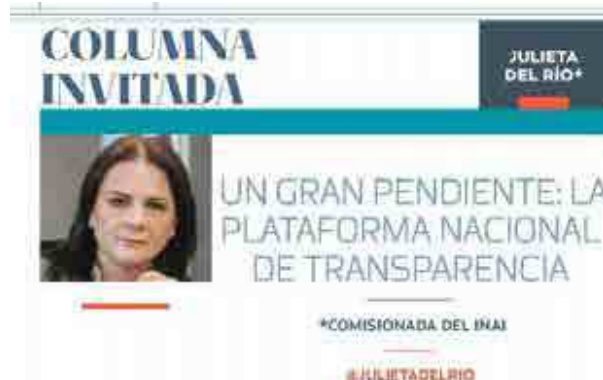 COLUMNA
INVITADA
JULIETA
DEL RÍO*
UN GRAN PENDIENTE: LA
PLATAFORMA NACIONAL
DE TRANSPARENCIA
*COMISIONADA DEL INAI
@JULIETADELRIO